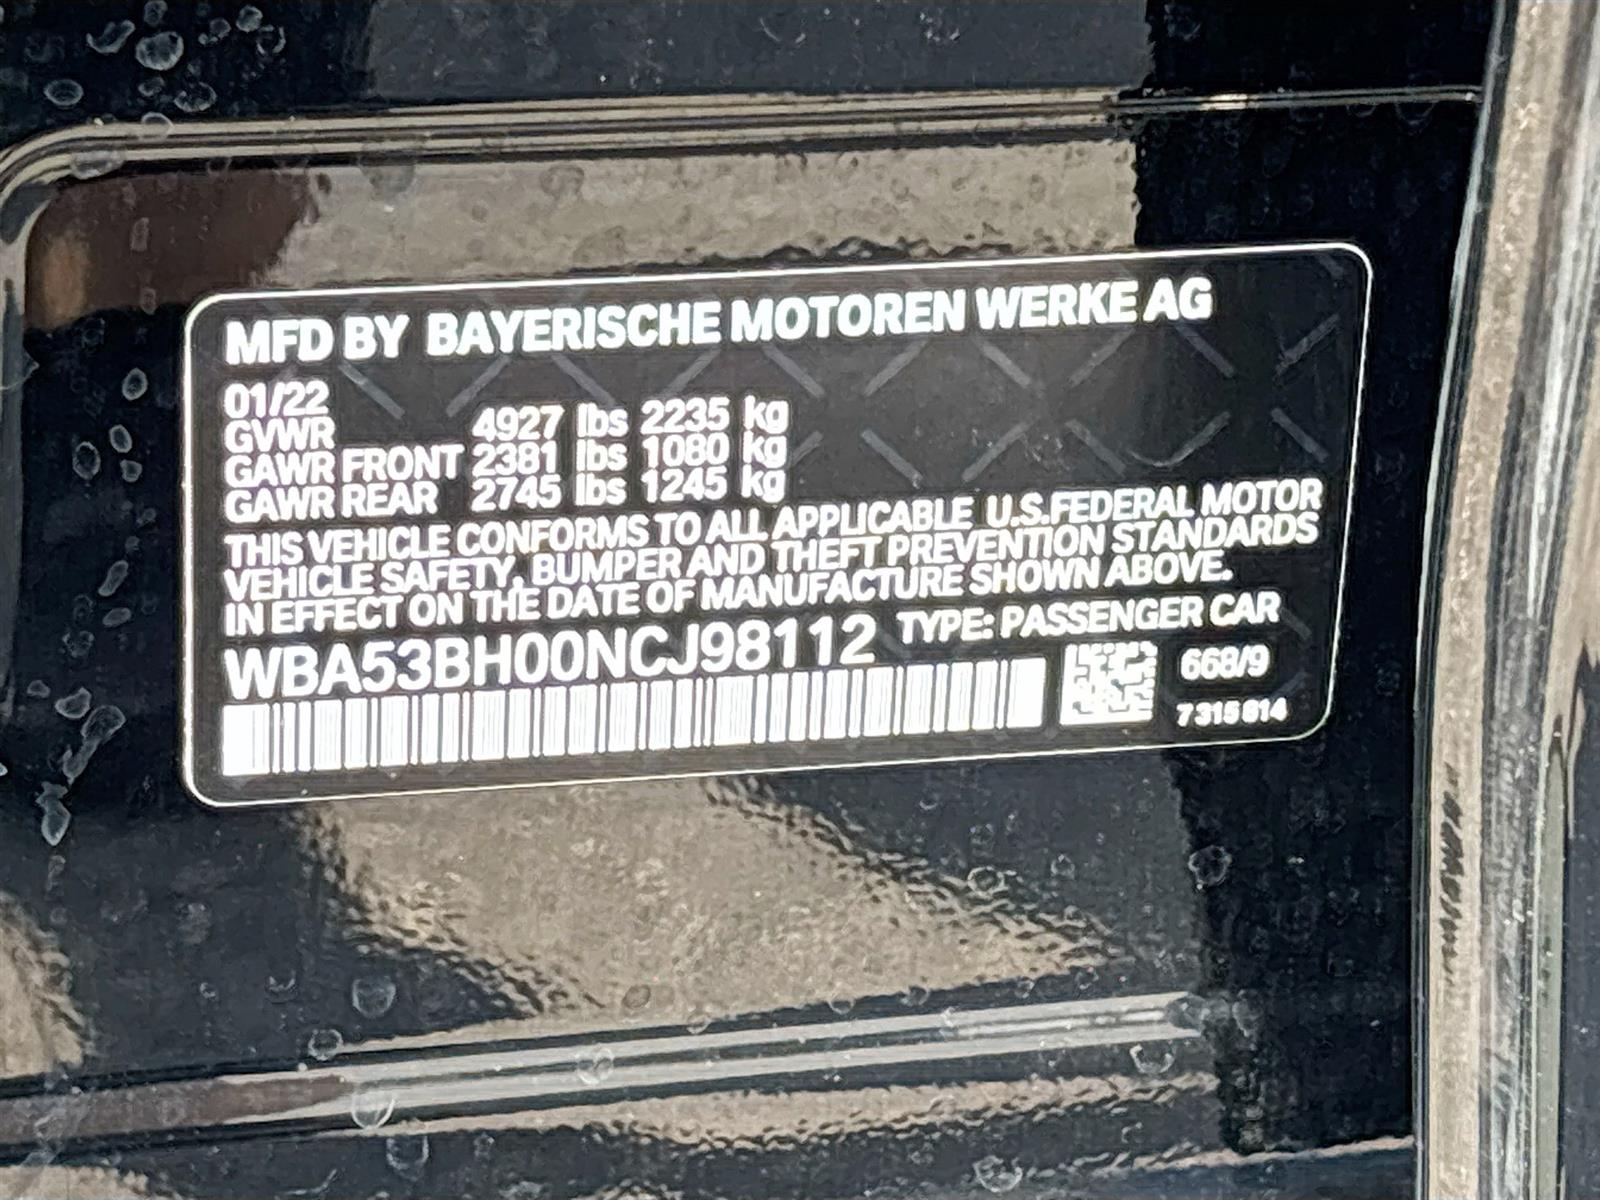 MFD BY BAYERISCHE MOTOREN WERKE AG
01/22
GVWR 4927 lbs 2235 kg
GAWR FRONT 2381 lbs 1080 kg
GAWR REAR 2745 lbs 1245 kg
THIS VEHICLE CONFORMS TO ALL APPLICABLE U.S.FEDERAL MOTOR
VEHICLE SAFETY, BUMPER AND THEFT PREVENTION STANDARDS
IN EFFECT ON THE DATE OF MANUFACTURE SHOWN ABOVE.
WBA53BH00NCJ98112 TYPE: PASSENGER CAR
668/9
7 315 614